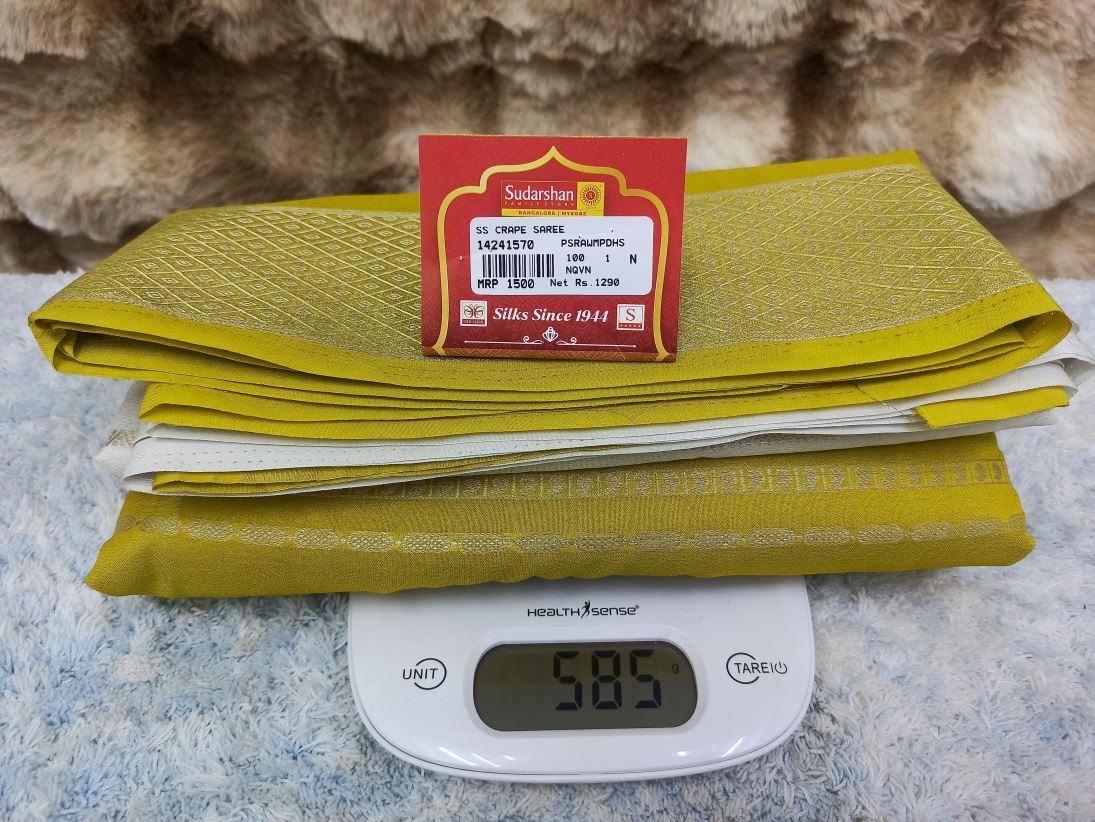 Sudarshan
FAMILY STORE
BANGALORE | MYSORE
SS CRAPE SAREE
14241570 PSRAWMPDHS
100 1 N
NQVN
MRP 1500 Net Rs.1290
Silks Since 1944
S
HEALTH SENSE®
UNIT
585 g
TARE